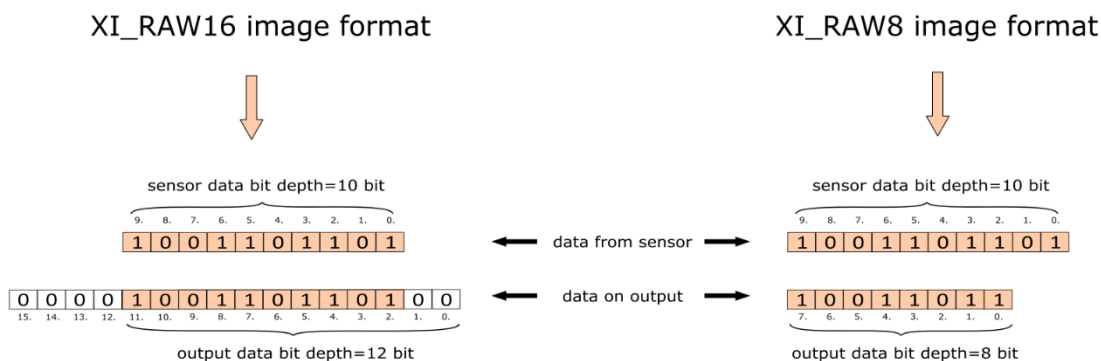 XI_RAW16 image format XI_RAW8 image format
sensor data bit depth=10 bit sensor data bit depth=10 bit
9. 8. 7. 6. 5. 4. 3. 2. 1. 0. 9. 8. 7. 6. 5. 4. 3. 2. 1. 0.
1 0 0 1 1 0 1 1 0 1 data from sensor 1 0 0 1 1 0 1 1 0 1
0 0 0 0 1 0 0 1 1 0 1 1 0 1 0 0 data on output 1 0 0 1 1 0 1 1
15. 14. 13. 12. 11. 10. 9. 8. 7. 6. 5. 4. 3. 2. 1. 0. 7. 6. 5. 4. 3. 2. 1. 0.
output data bit depth=12 bit output data bit depth=8 bit